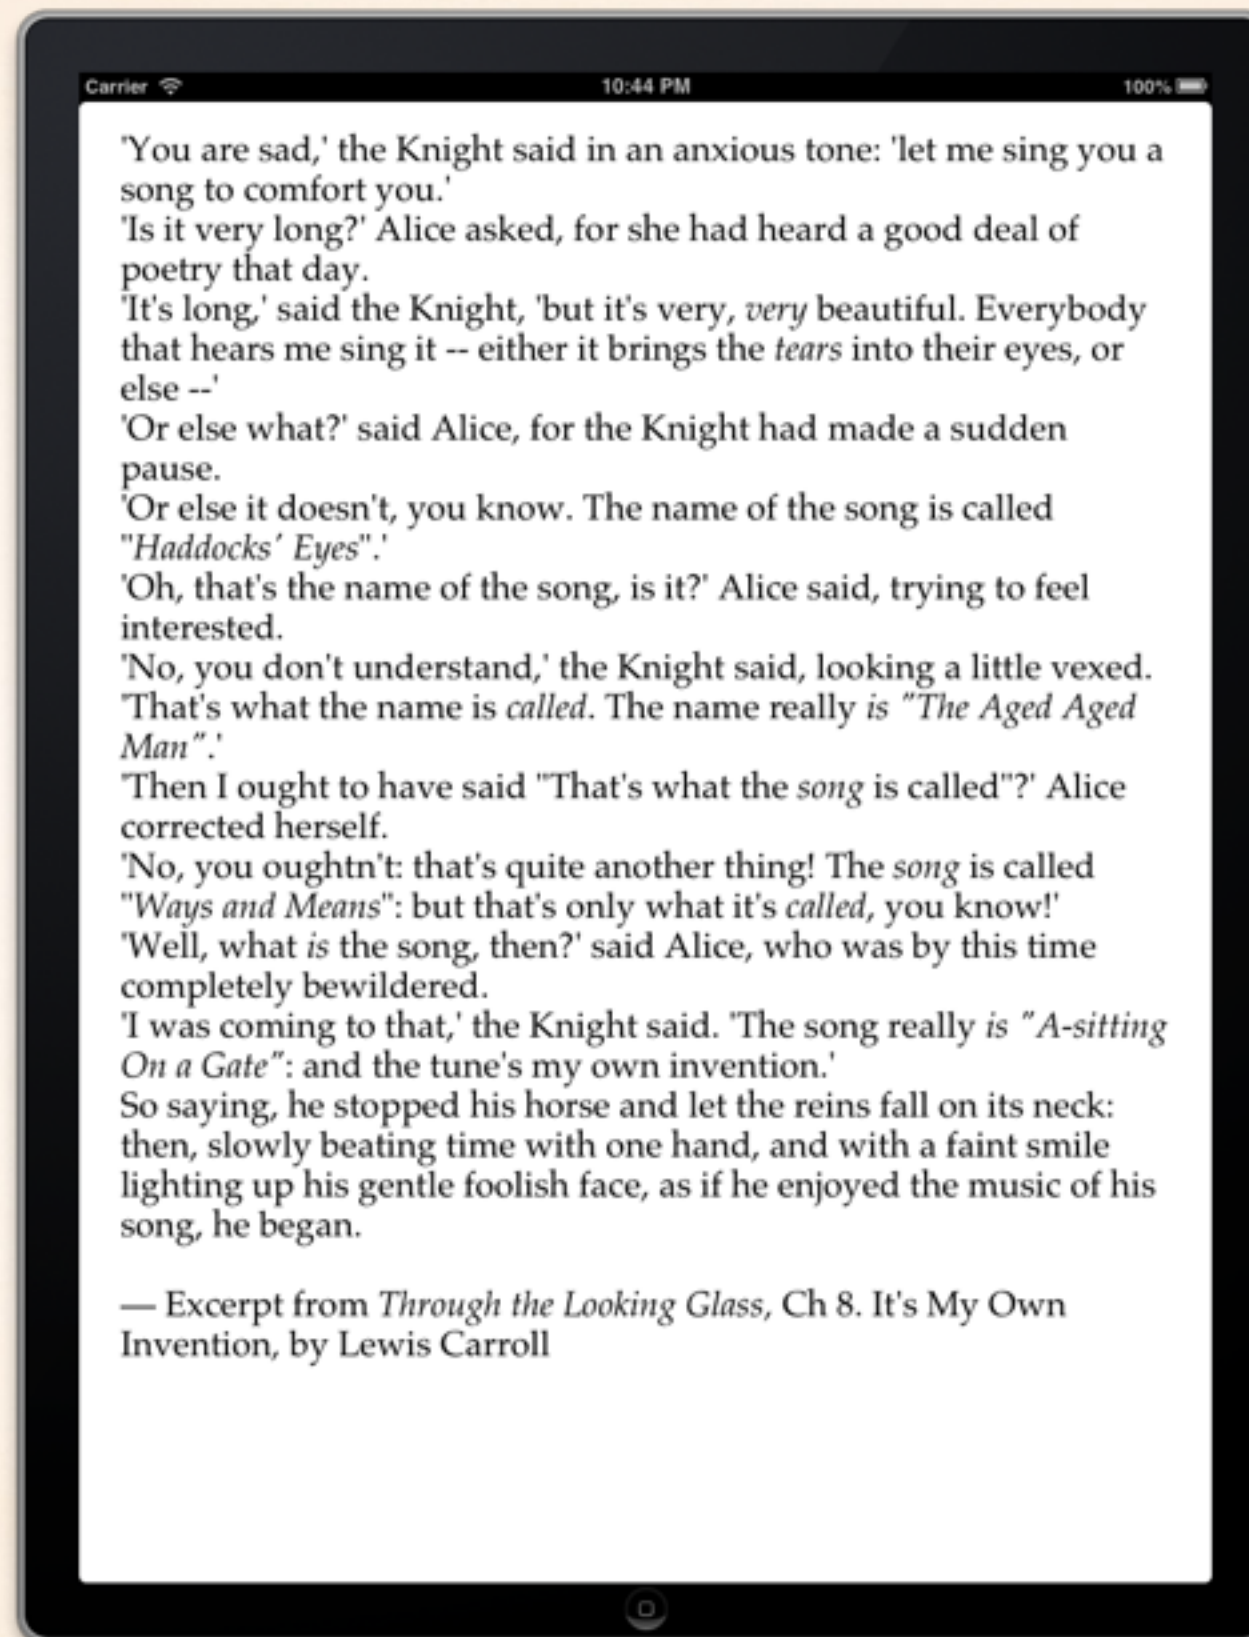 Carrier 10:44 PM 100%
'You are sad,' the Knight said in an anxious tone: 'let me sing you a
song to comfort you.'
'Is it very long?' Alice asked, for she had heard a good deal of
poetry that day.
'It's long,' said the Knight, 'but it's very, very beautiful. Everybody
that hears me sing it -- either it brings the tears into their eyes, or
else --'
'Or else what?' said Alice, for the Knight had made a sudden
pause.
'Or else it doesn't, you know. The name of the song is called
"Haddocks' Eyes".'
'Oh, that's the name of the song, is it?' Alice said, trying to feel
interested.
'No, you don't understand,' the Knight said, looking a little vexed.
'That's what the name is called. The name really is "The Aged Aged
Man".'
'Then I ought to have said "That's what the song is called"?' Alice
corrected herself.
'No, you oughtn't: that's quite another thing! The song is called
"Ways and Means": but that's only what it's called, you know!'
'Well, what is the song, then?' said Alice, who was by this time
completely bewildered.
'I was coming to that,' the Knight said. 'The song really is "A-sitting
On a Gate": and the tune's my own invention.'
So saying, he stopped his horse and let the reins fall on its neck:
then, slowly beating time with one hand, and with a faint smile
lighting up his gentle foolish face, as if he enjoyed the music of his
song, he began.
— Excerpt from Through the Looking Glass, Ch 8. It's My Own
Invention, by Lewis Carroll